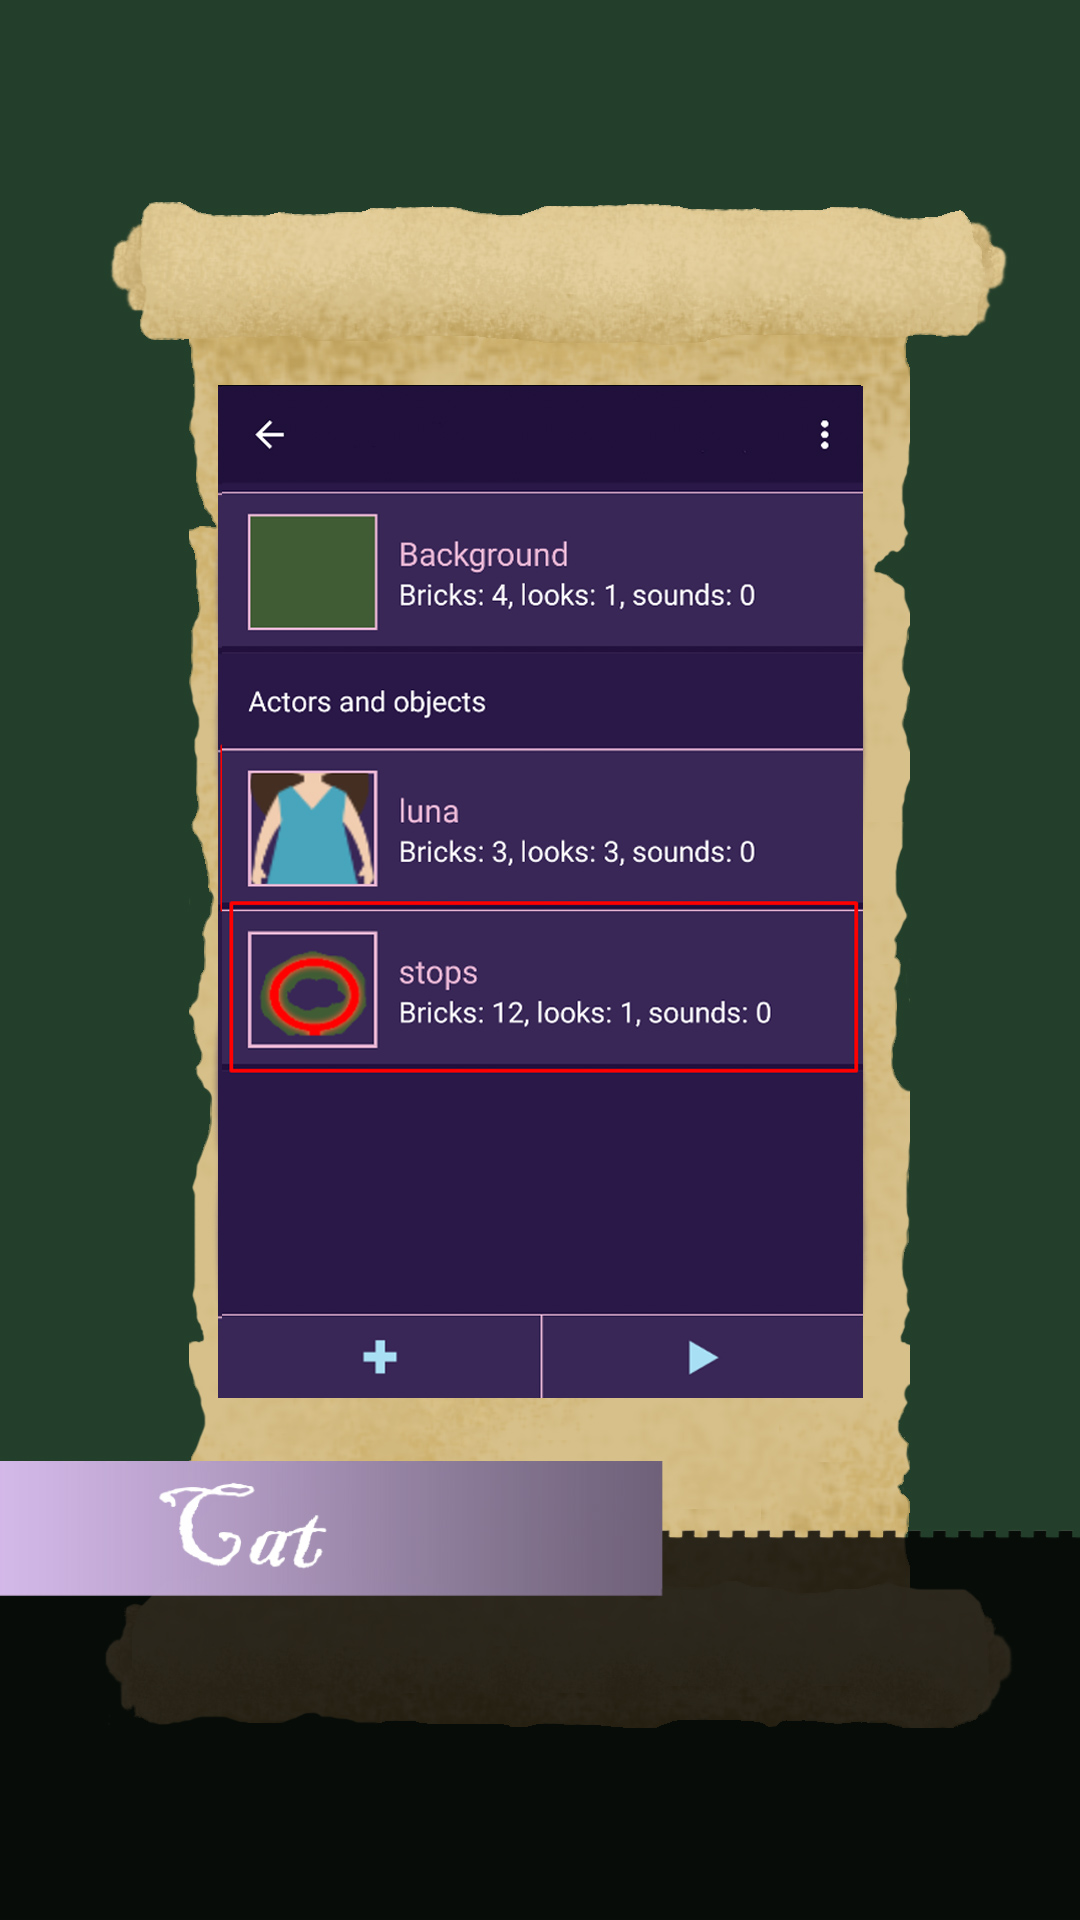 Background
Bricks: 4, looks: 1, sounds: 0
Actors and objects
luna
Bricks: 3, looks: 3, sounds: 0
stops
Bricks: 12, looks: 1, sounds: 0
Cat